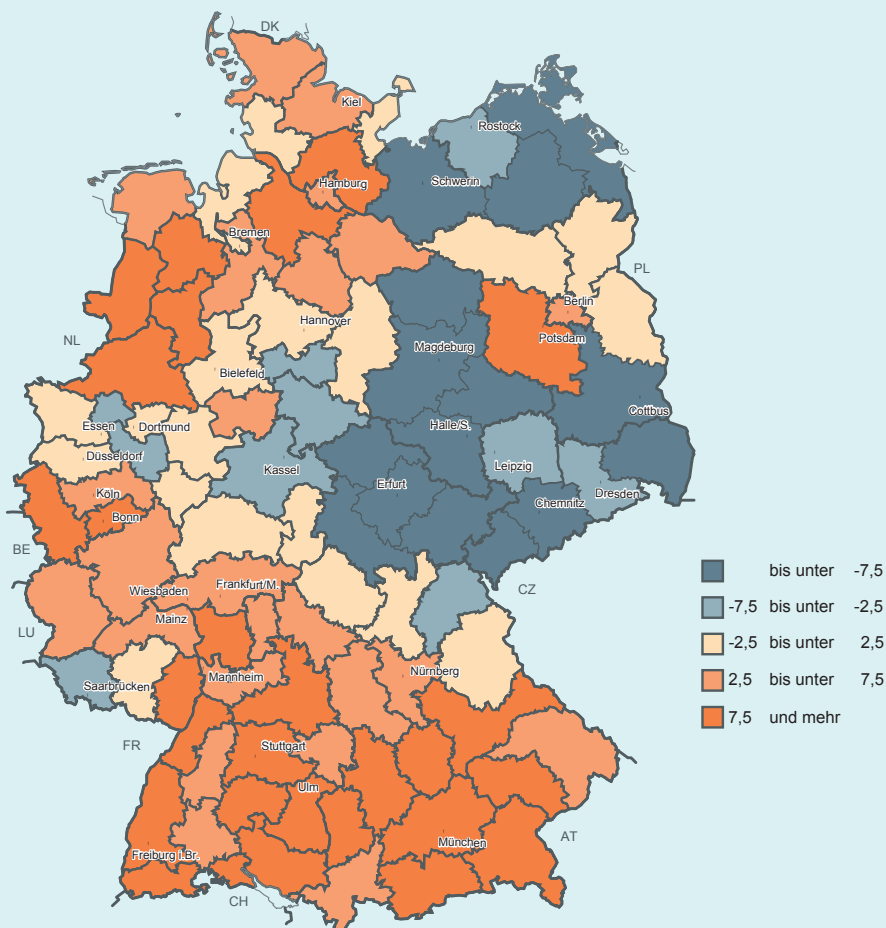 DK
Kiel
Rostock
Hamburg
Schwerin
Bremen
PL
Berlin
NL
Hannover
Potsdam
Magdeburg
Bielefeld
Cottbus
Essen
Dortmund
Halle/S.
Düsseldorf
Leipzig
Kassel
Erfurt
Köln
Dresden
Chemnitz
Bonn
BE
Frankfurt/M.
CZ
Wiesbaden
Mainz
LU
Nürnberg
Mannheim
Saarbrücken
FR
Stuttgart
Ulm
AT
München
Freiburg i.Br.
CH
bis unter -7,5
-7,5 bis unter -2,5
-2,5 bis unter 2,5
2,5 bis unter 7,5
7,5 und mehr